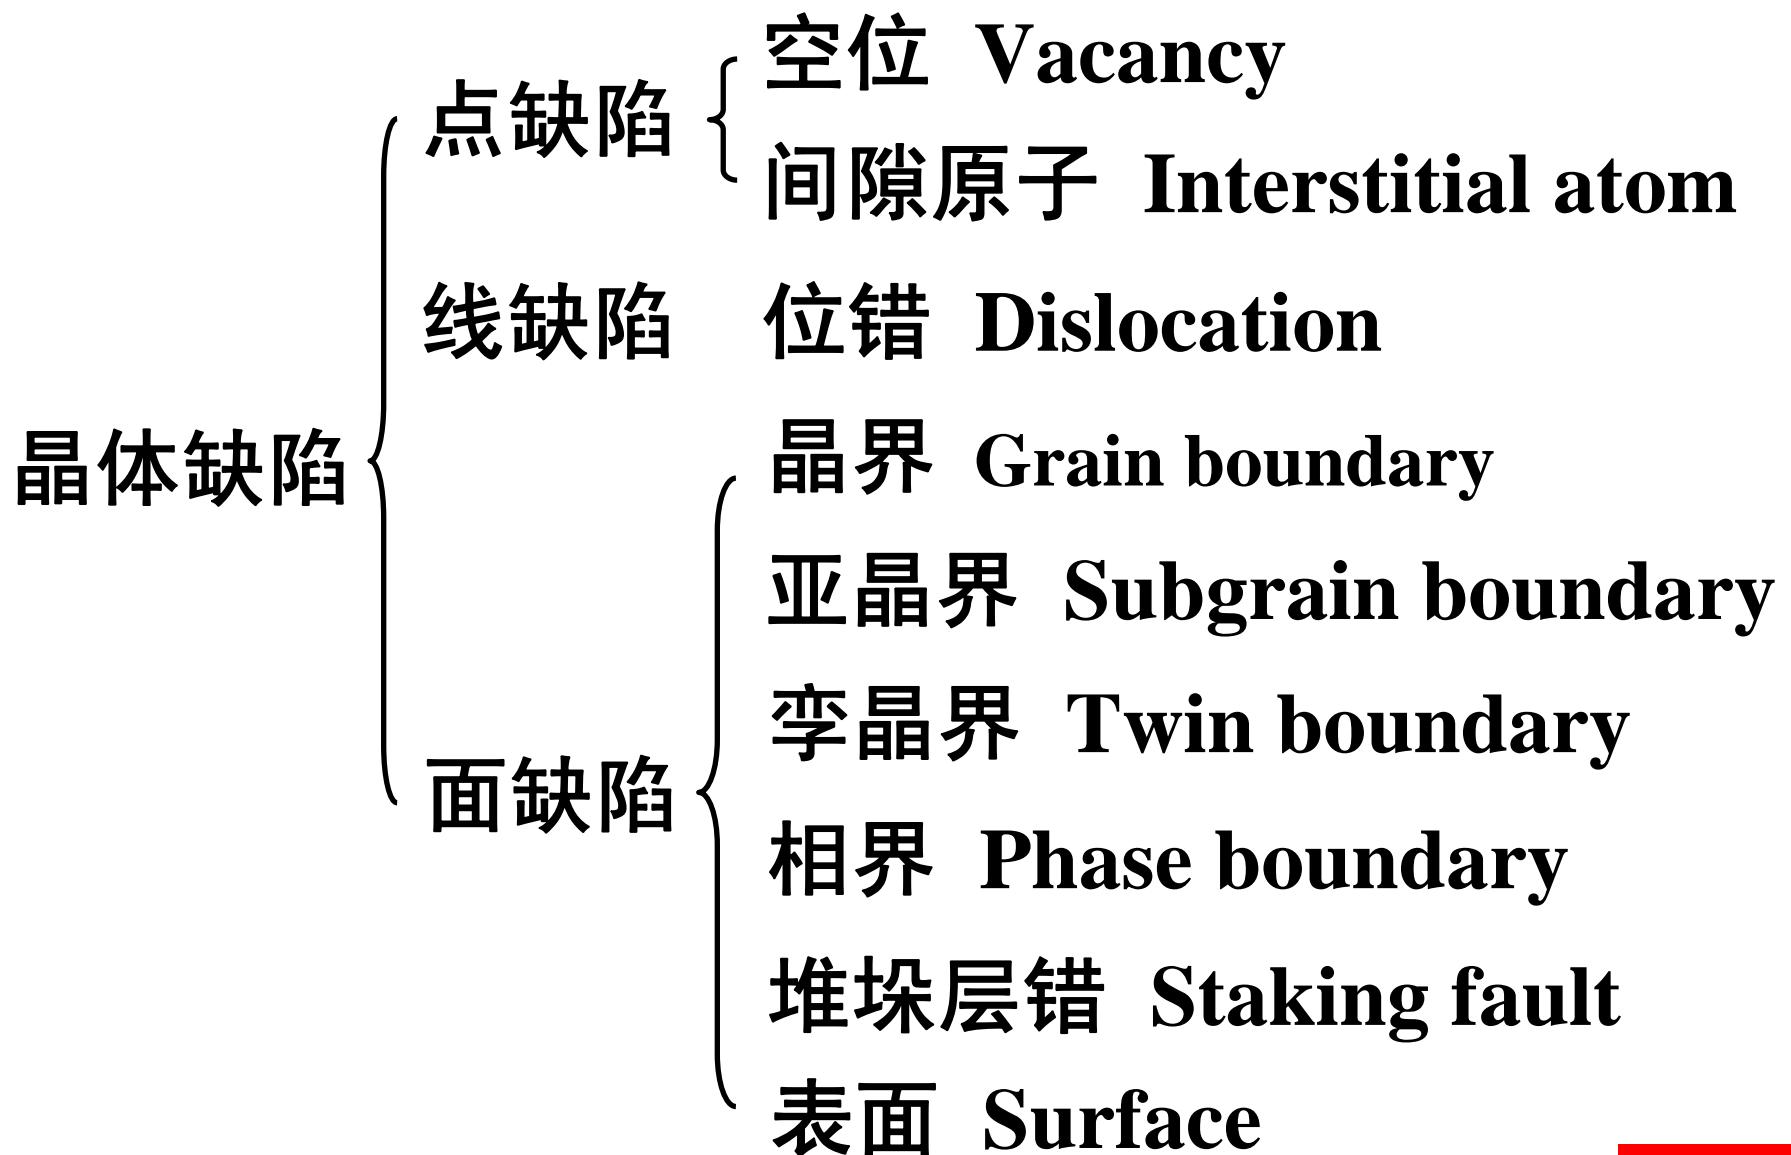 晶体缺陷
点缺陷
空位 Vacancy
间隙原子 Interstitial atom
线缺陷 位错 Dislocation
面缺陷
晶界 Grain boundary
亚晶界 Subgrain boundary
孪晶界 Twin boundary
相界 Phase boundary
堆垛层错 Staking fault
表面 Surface